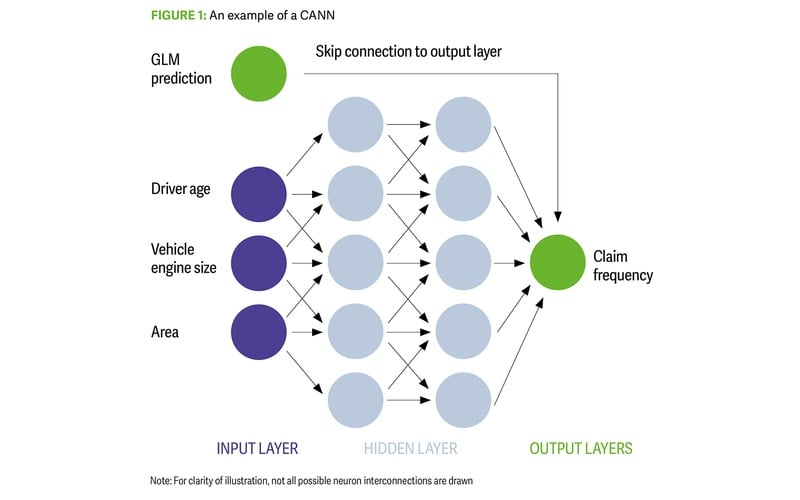 FIGURE 1: An example of a CANN
Skip connection to output layer
GLM
prediction
Driver age
Vehicle
engine size
Area
Claim
frequency
INPUT LAYER
HIDDEN LAYER
OUTPUT LAYERS
Note: For clarity of illustration, not all possible neuron interconnections are drawn